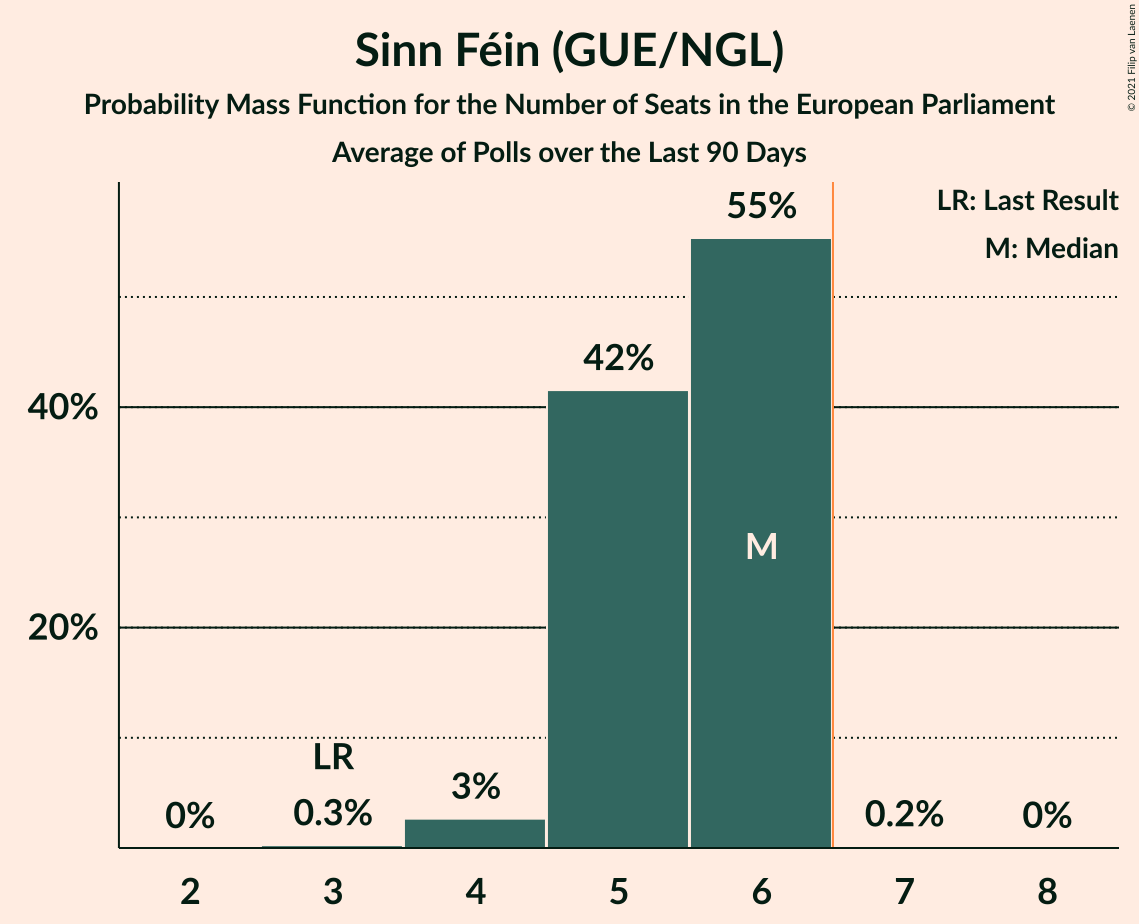 Sinn Féin (GUE/NGL)
Probability Mass Function for the Number of Seats in the European Parliament
Average of Polls over the Last 90 Days
© 2021 Filip van Laenen
LR: Last Result
M: Median
55%
42%
40%
M
20%
LR
3%
0%
0.3%
0.2%
0%
2 3 4 5 6 7 8